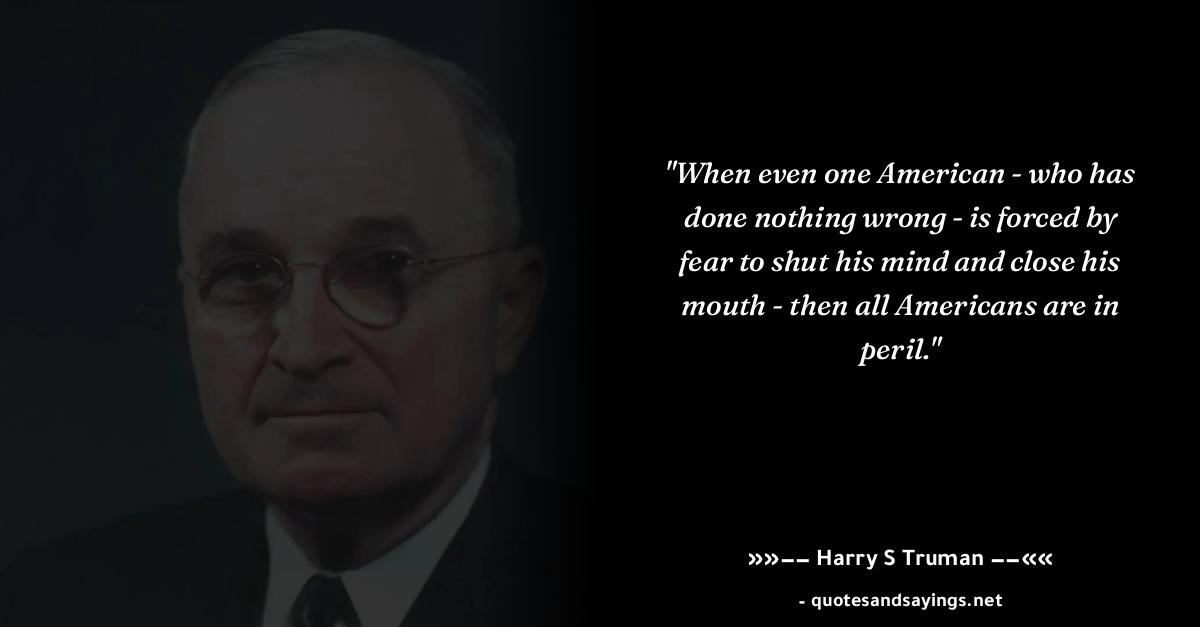 "When even one American - who has
done nothing wrong - is forced by
fear to shut his mind and close his
mouth - then all Americans are in
peril."
»»–– Harry S Truman ––««
- quotesandsayings.net